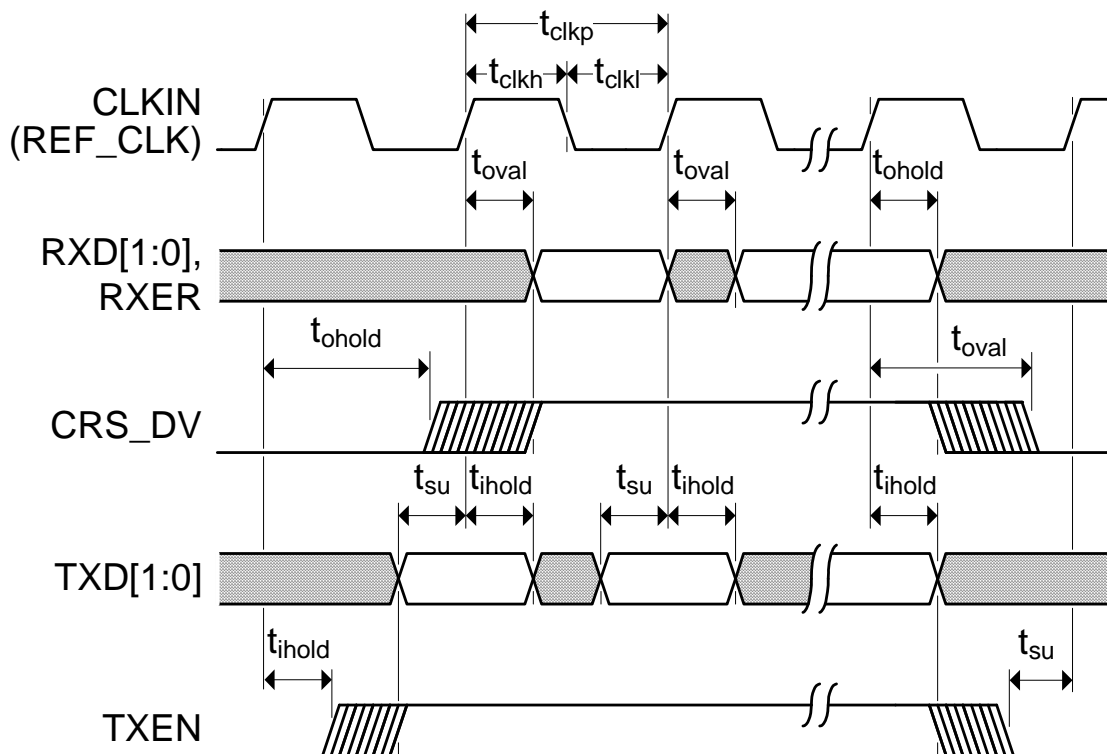 tclkp
tclkh tclkl
CLKIN
(REF_CLK)
toval toval tohold
RXD[1:0],
RXER
tohold toval
CRS_DV
tsu tihold tsu tihold tihold
TXD[1:0]
tihold tsu
TXEN